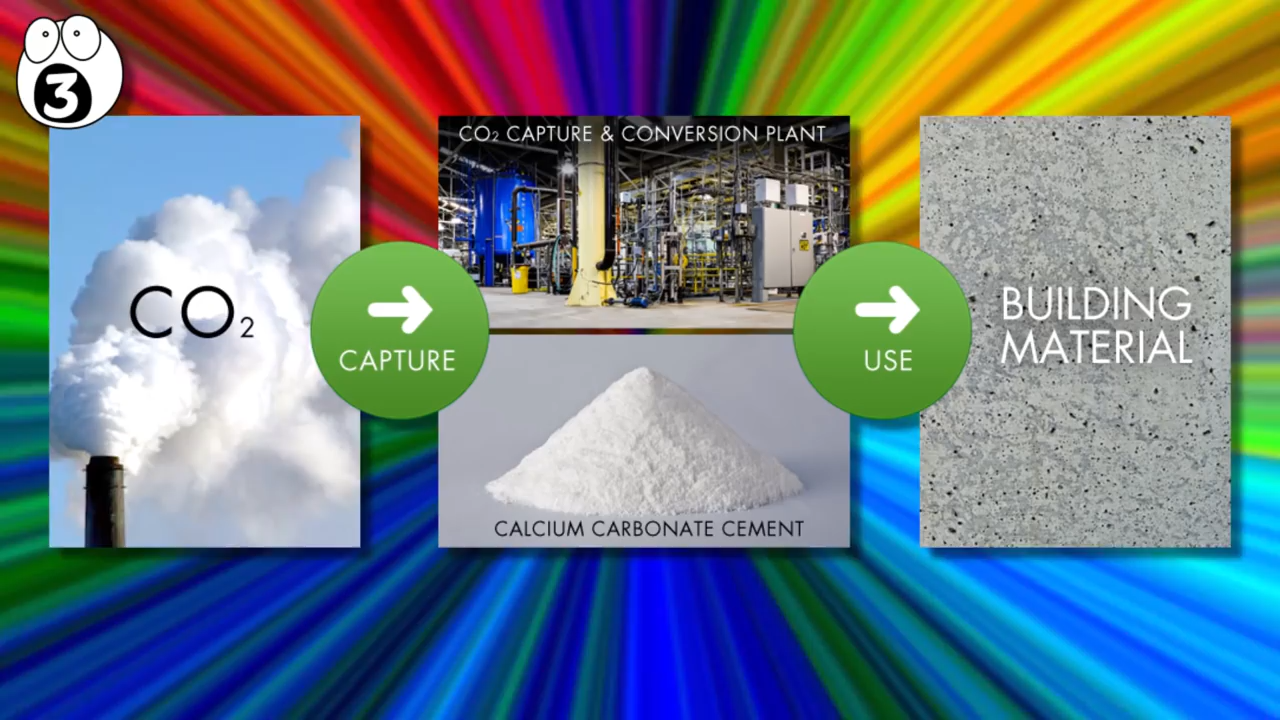 3
CO₂
CAPTURE
CO₂ CAPTURE & CONVERSION PLANT
CALCIUM CARBONATE CEMENT
USE
BUILDING
MATERIAL